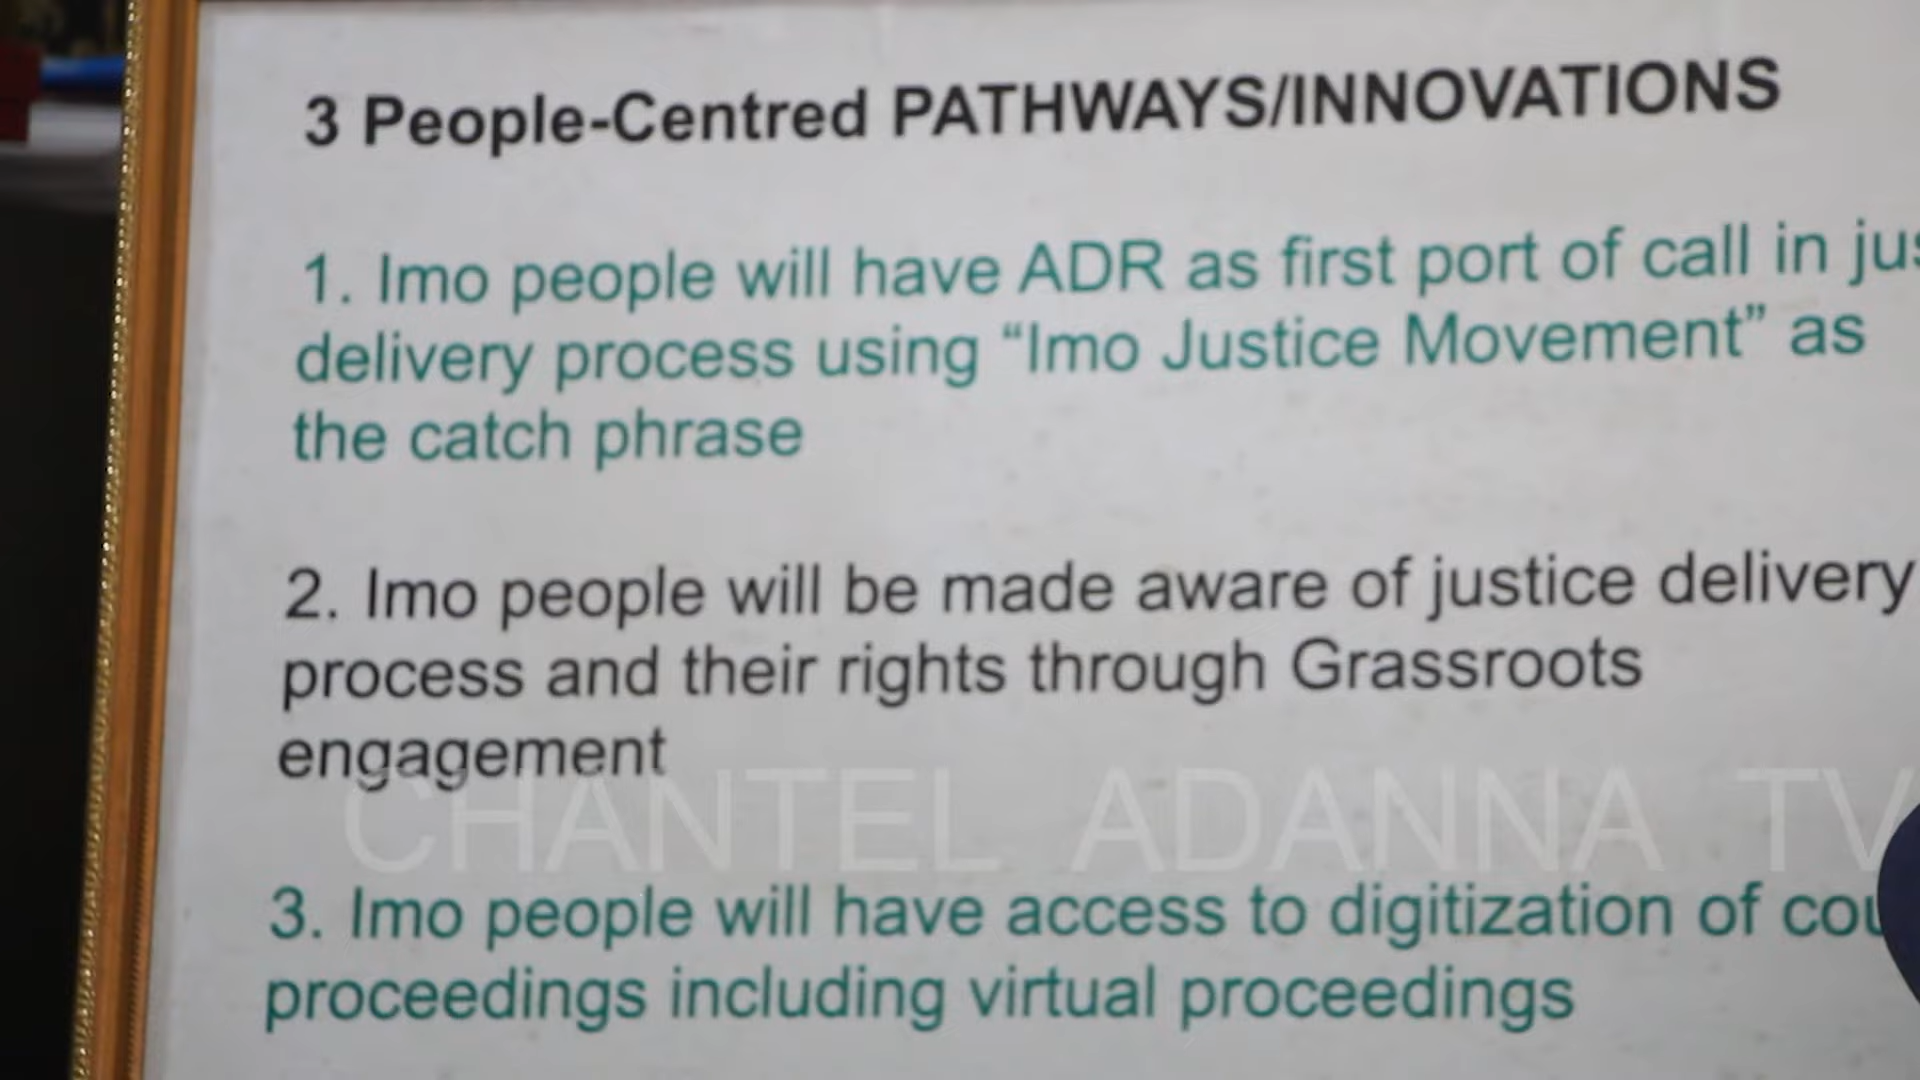 3 People-Centred PATHWAYS/INNOVATIONS
1. Imo people will have ADR as first port of call in
delivery process using “Imo Justice Movement” as
the catch phrase
2. Imo people will be made aware of justice delivery
process and their rights through Grassroots
engagement
CHANTEL ADANNA TV
3. Imo people will have access to digitization of
proceedings including virtual proceedings